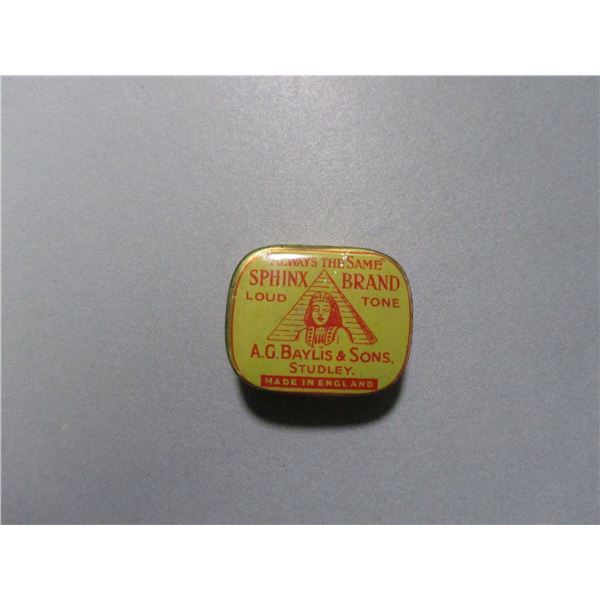 "ALWAYS THE SAME"
SPHINX BRAND
LOUD TONE
A.G. BAYLIS & SONS.
STUDLEY.
MADE IN ENGLAND